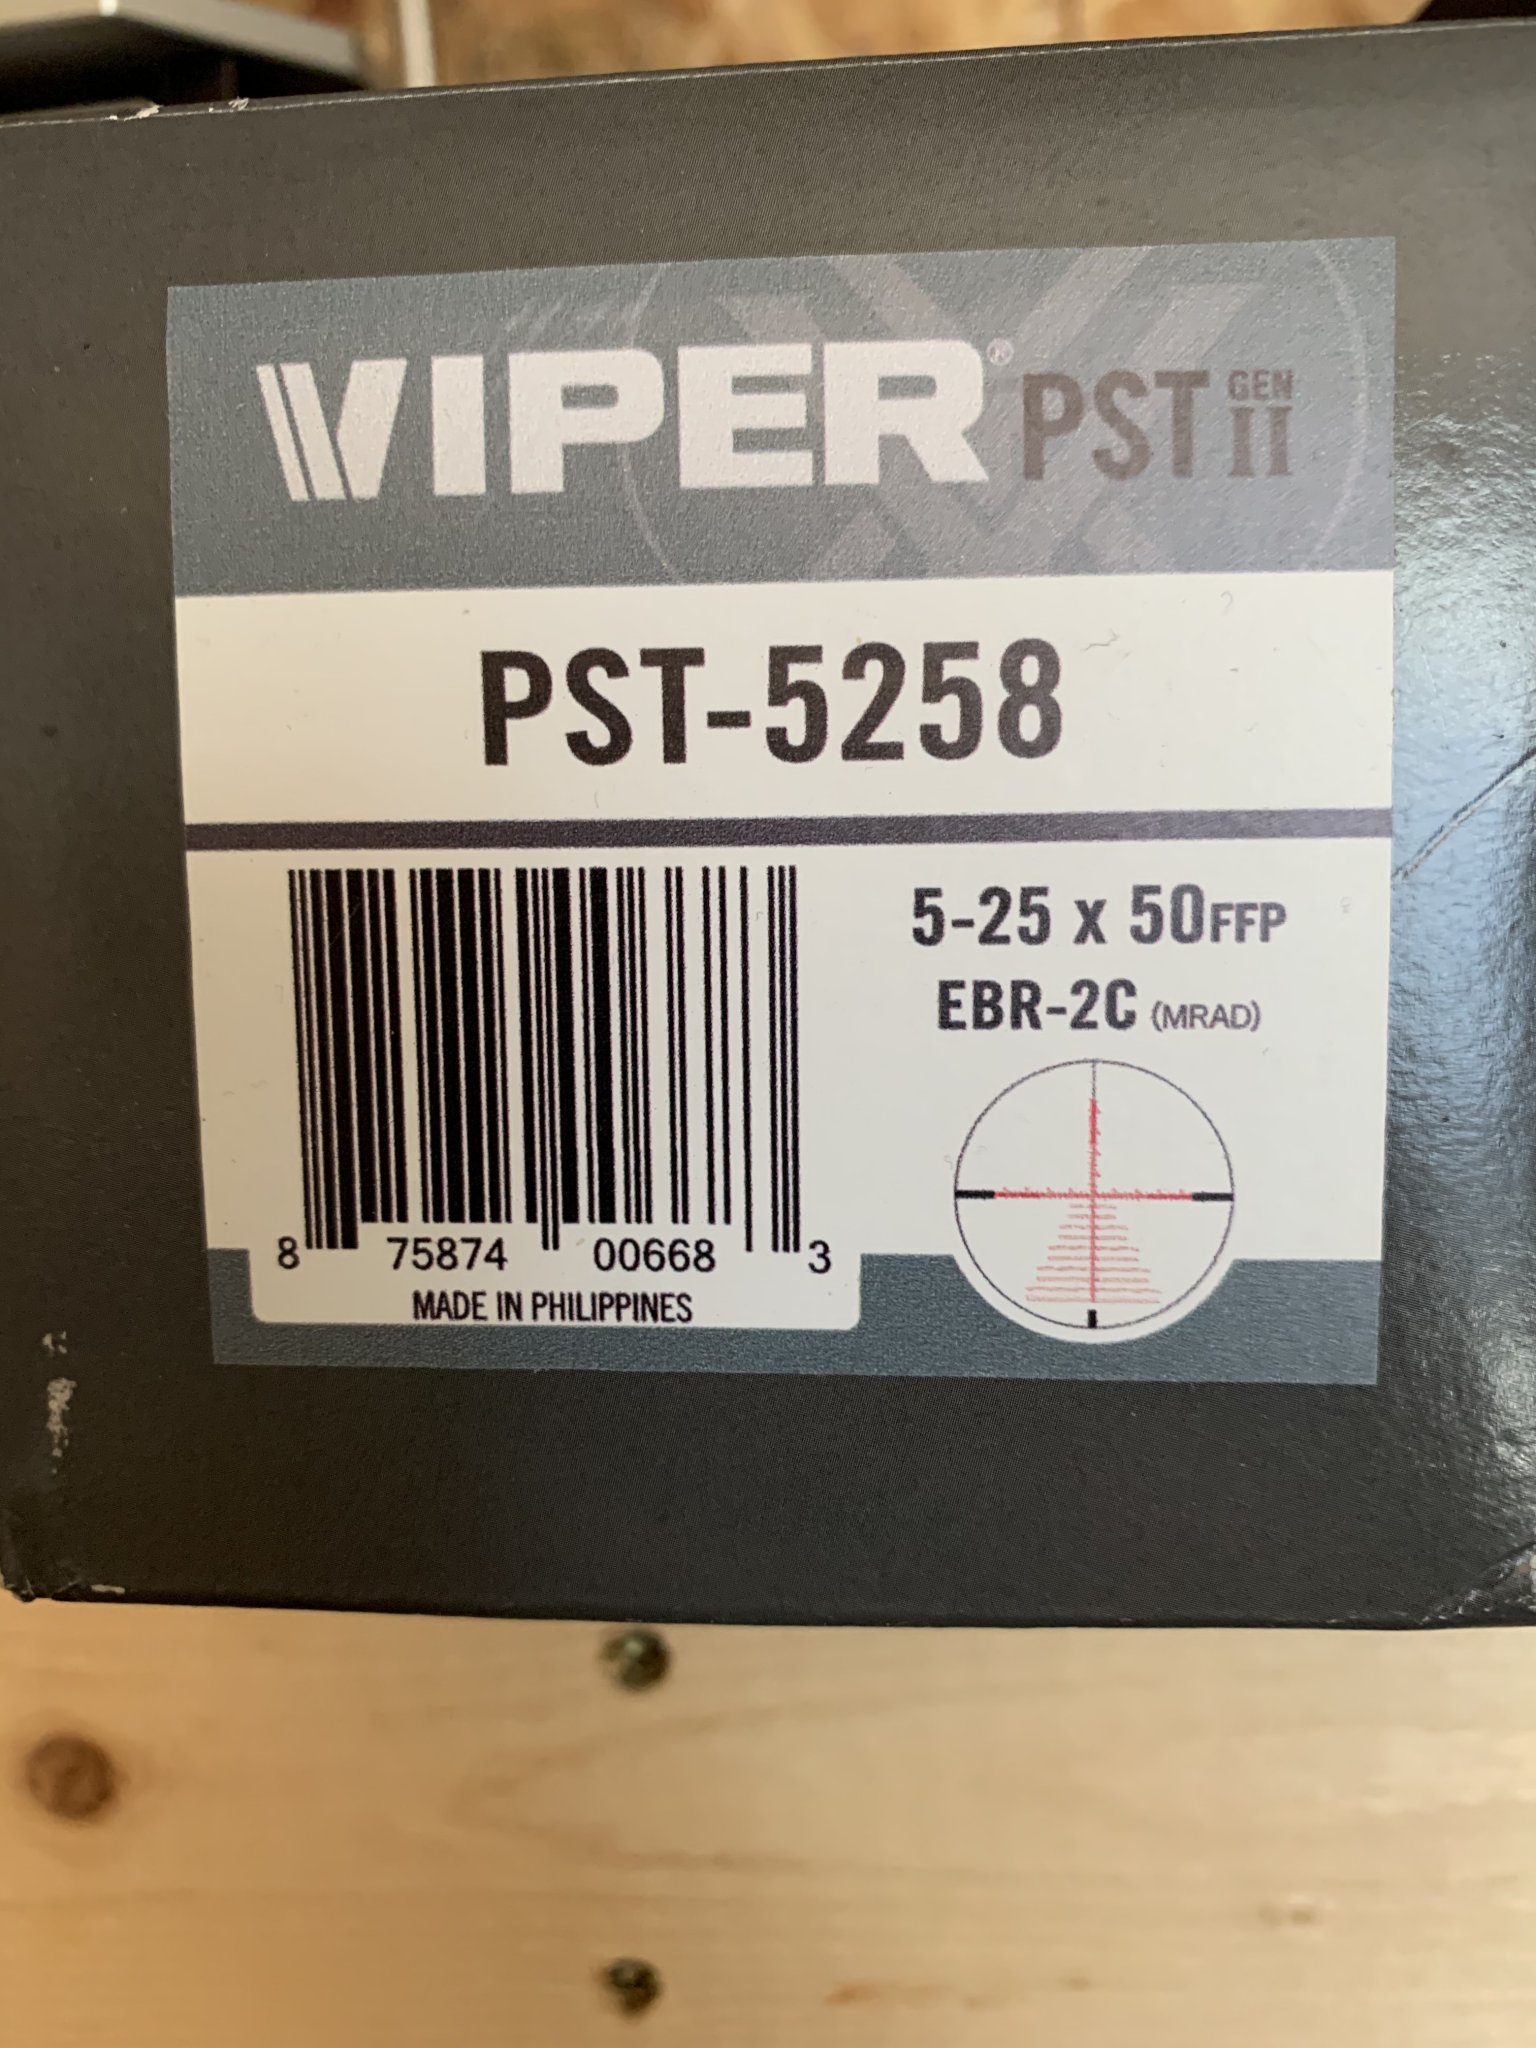 VIPER® PST GEN II
PST-5258
5-25 x 50FFP
EBR-2C (MRAD)
8 75874 00668 3
MADE IN PHILIPPINES